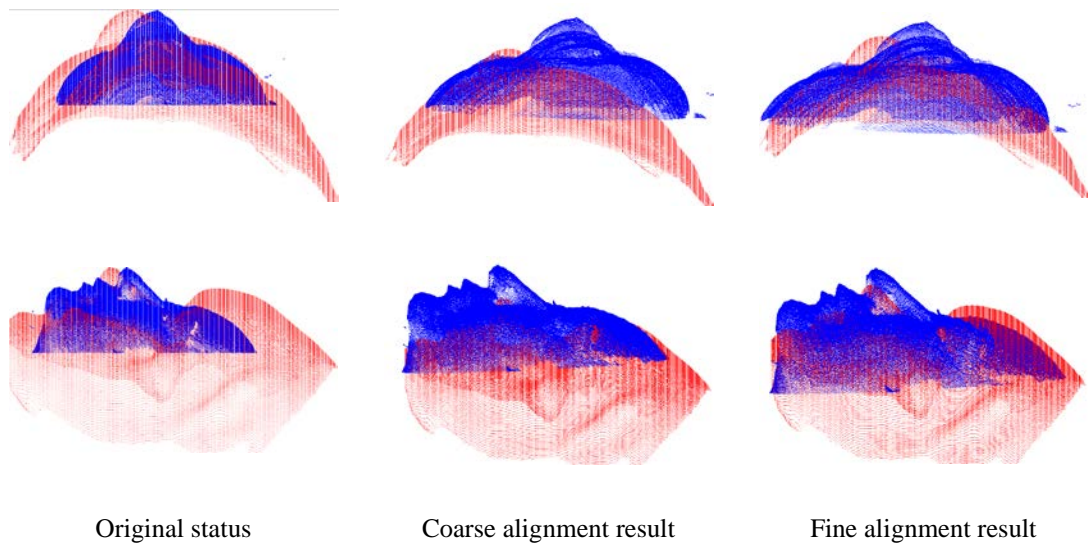 Original status
Coarse alignment result
Fine alignment result